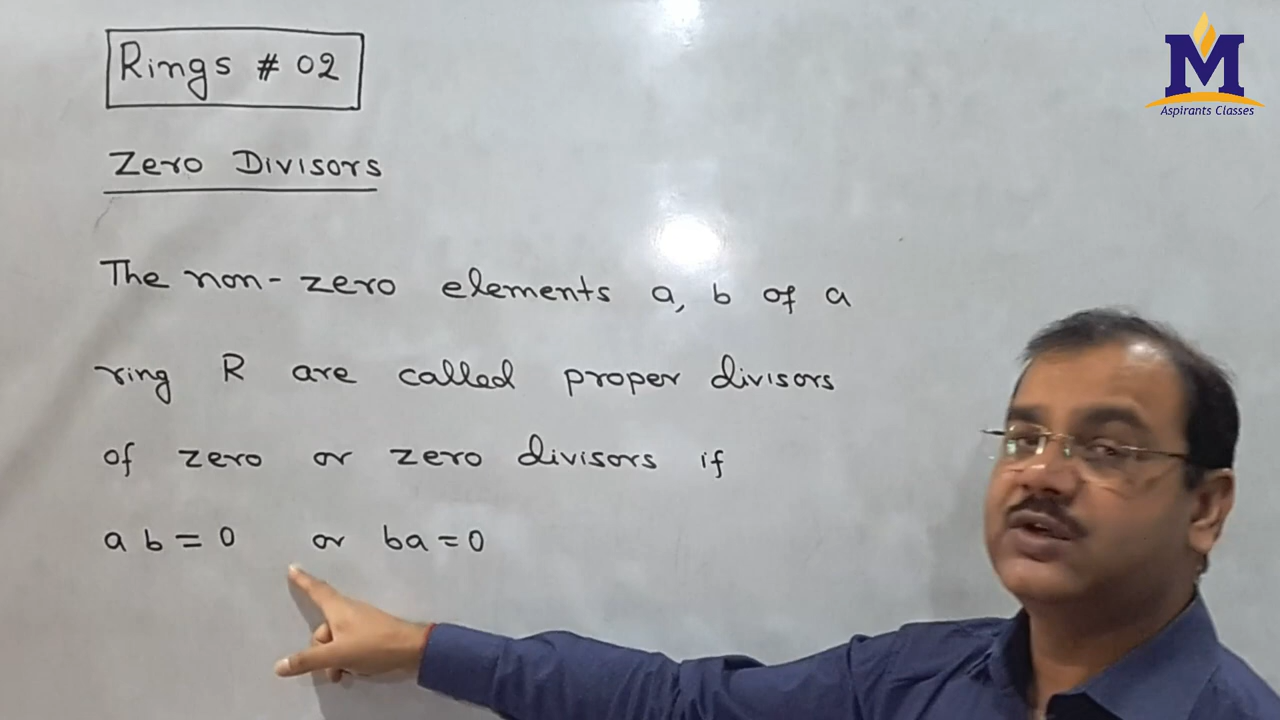 Rings # 02
Zero Divisors
The non-zero elements a, b of a
ring R are called proper divisors
of zero or zero divisors if
a b = 0 or ba = 0
M
Aspirants Classes